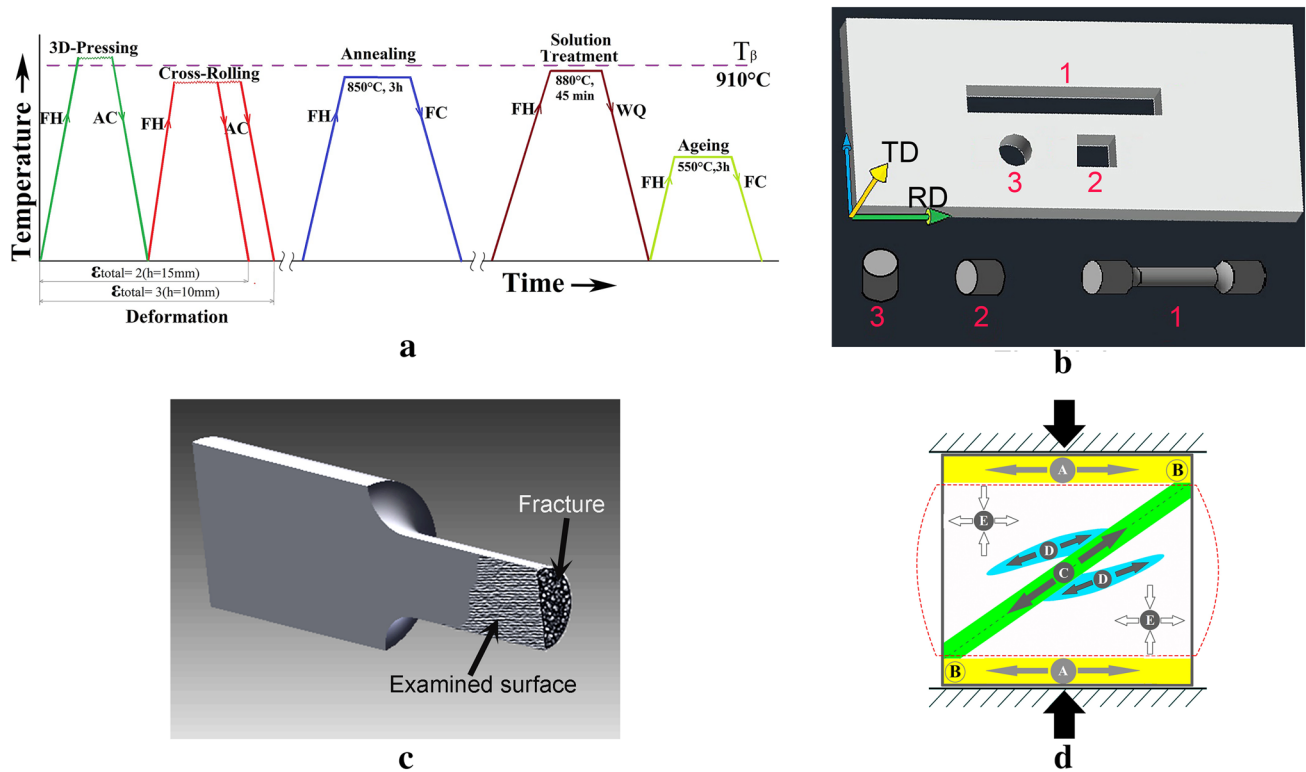 3D-Pressing
Cross-Rolling
Annealing
Solution
Treatment
Tβ
910°C
850°C, 3h
880°C,
45 min
FH
AC
FH
AC
FH
FC
FH
WQ
Ageing
550°C,3h
FH
FC
Temperature
εtotal= 2(h=15mm)
εtotal= 3(h=10mm)
Deformation
Time
a
1
TD
RD
3
2
3
2
1
b
Fracture
Examined surface
c
A
B
E
D
C
D
E
B
A
d